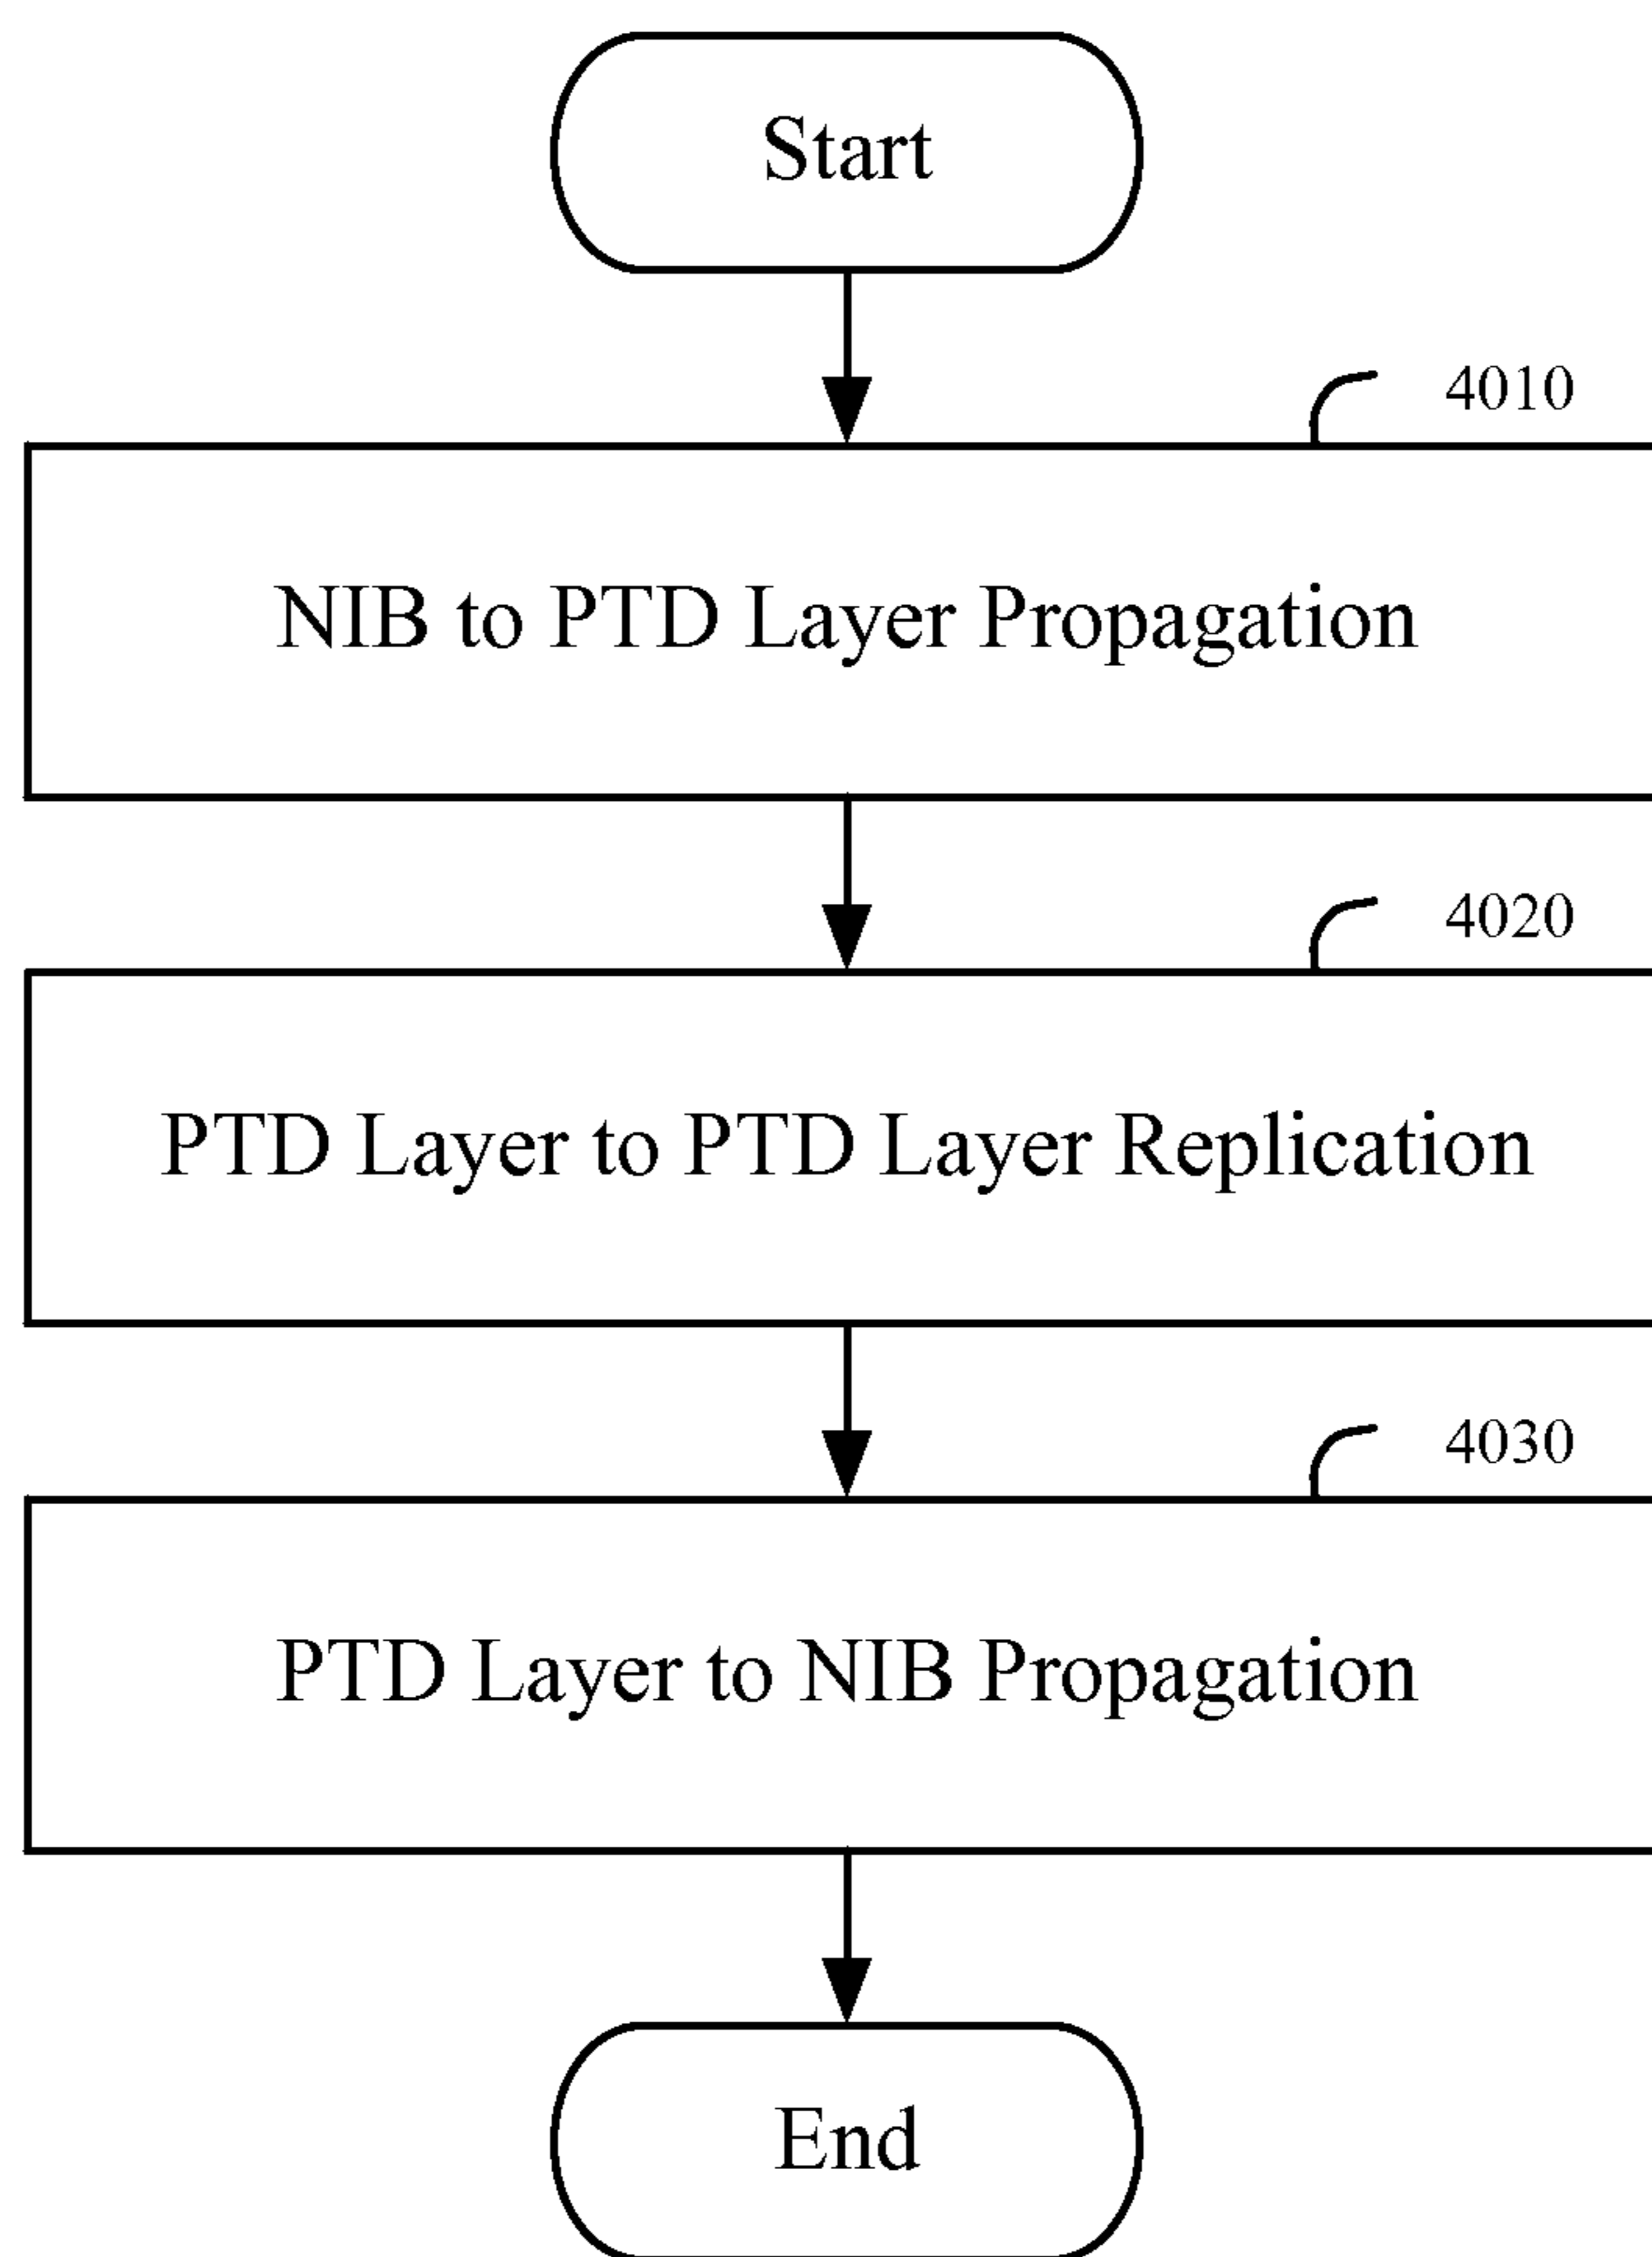 Start
4010
NIB to PTD Layer Propagation
4020
PTD Layer to PTD Layer Replication
4030
PTD Layer to NIB Propagation
End